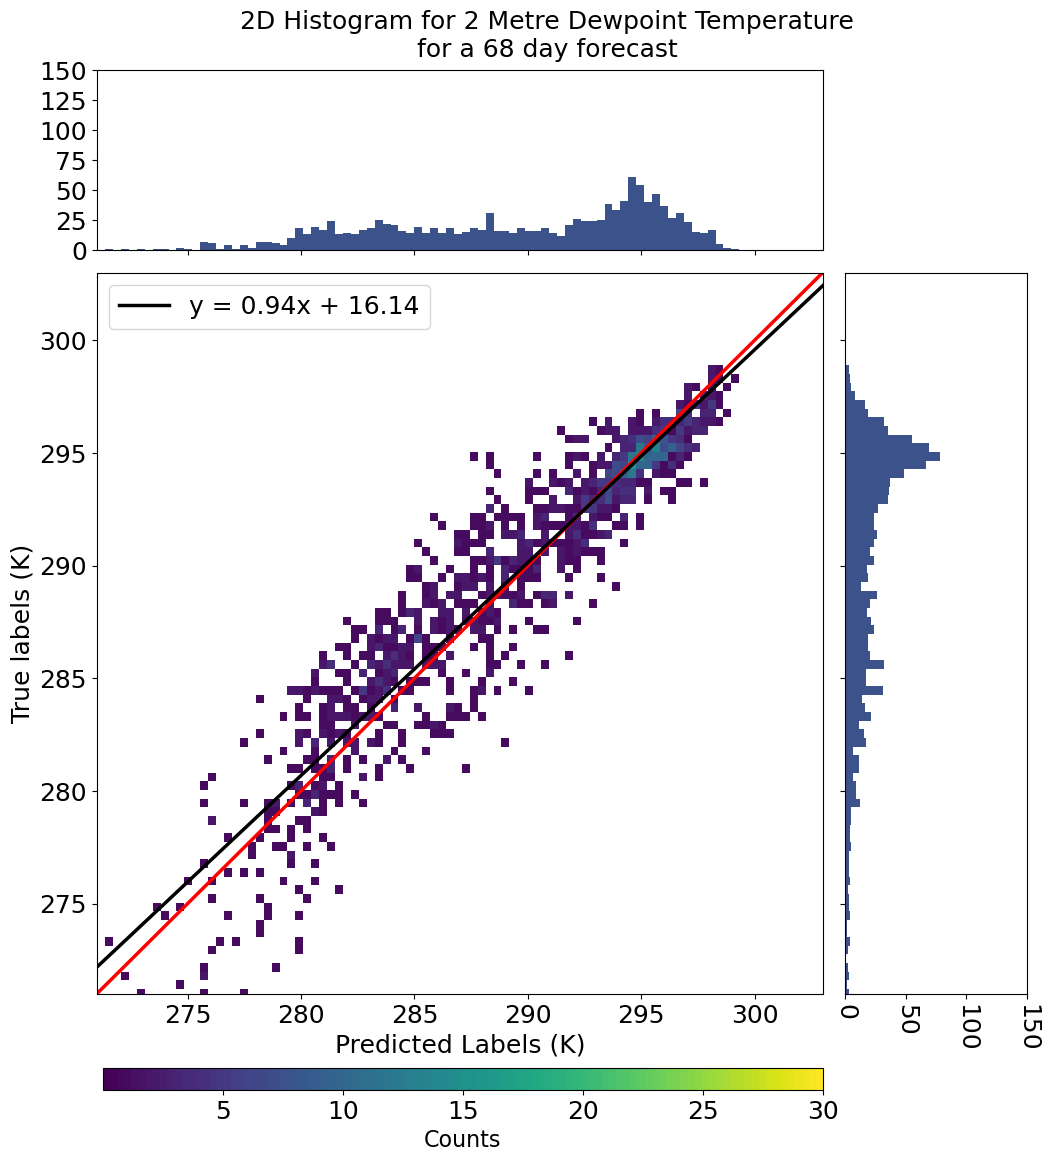 2D Histogram for 2 Metre Dewpoint Temperature
for a 68 day forecast
150
125
100
75
50
25
0
y = 0.94x + 16.14
300
295
290
285
280
275
True labels (K)
275 280 285 290 295 300
Predicted Labels (K)
0 50 100 150
5 10 15 20 25 30
Counts